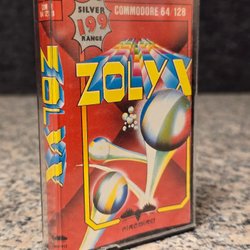 SILVER
199
RANGE
COMMODORE 64/128
ZOLYX
FIREBIRD
ZOLYX